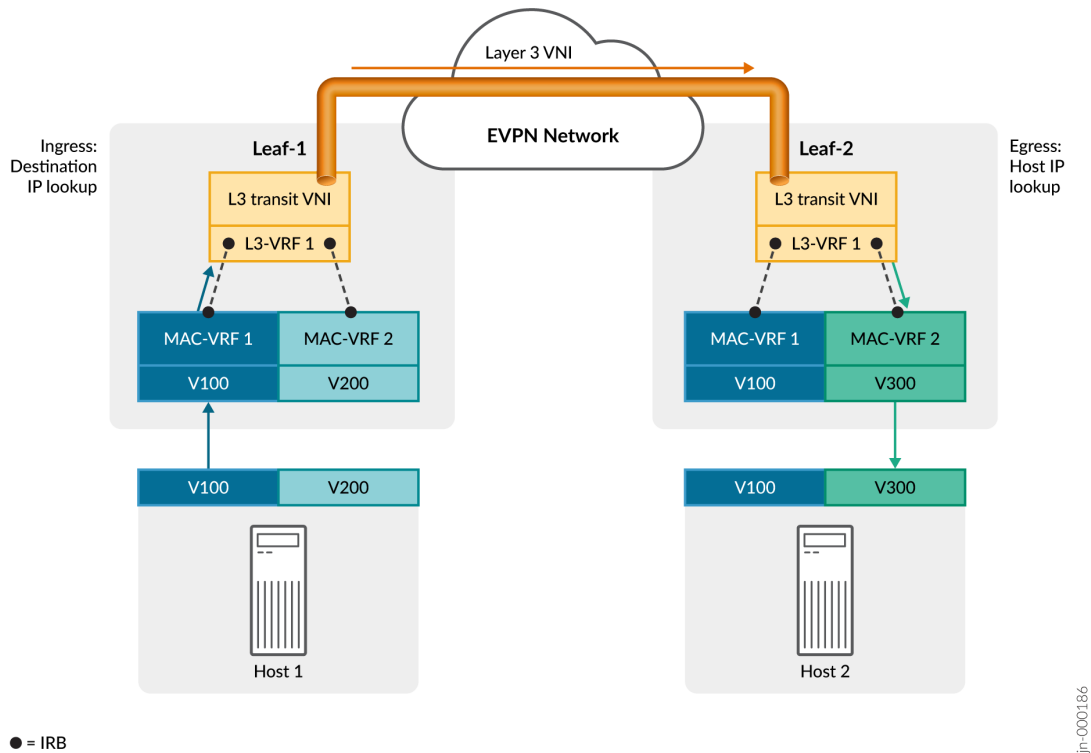 Layer 3 VNI
EVPN Network
Ingress:
Destination
IP lookup
Leaf-1
L3 transit VNI
L3-VRF 1
MAC-VRF 1
MAC-VRF 2
V100
V200
V100
V200
Host 1
Leaf-2
Egress:
Host IP
lookup
L3 transit VNI
L3-VRF 1
MAC-VRF 1
MAC-VRF 2
V100
V300
V100
V300
Host 2
= IRB
jn-000186